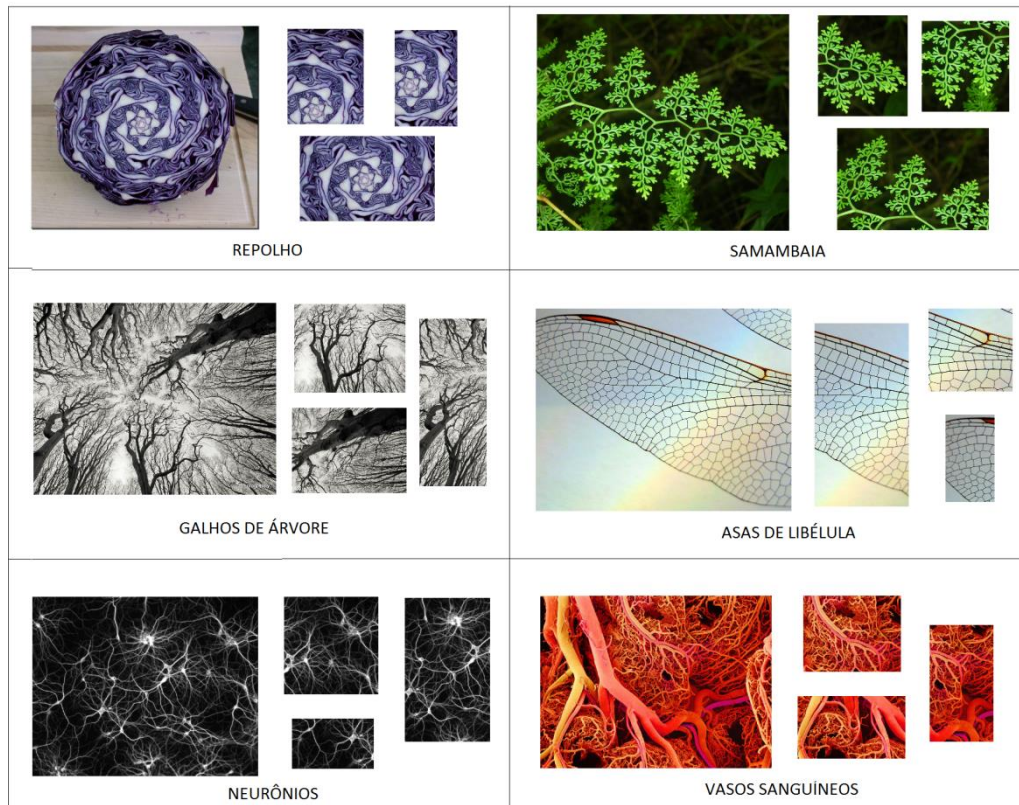 REPOLHO
SAMAMBAIA
GALHOS DE ÁRVORE
ASAS DE LIBÉLULA
NEURÔNIOS
VASOS SANGUÍNEOS